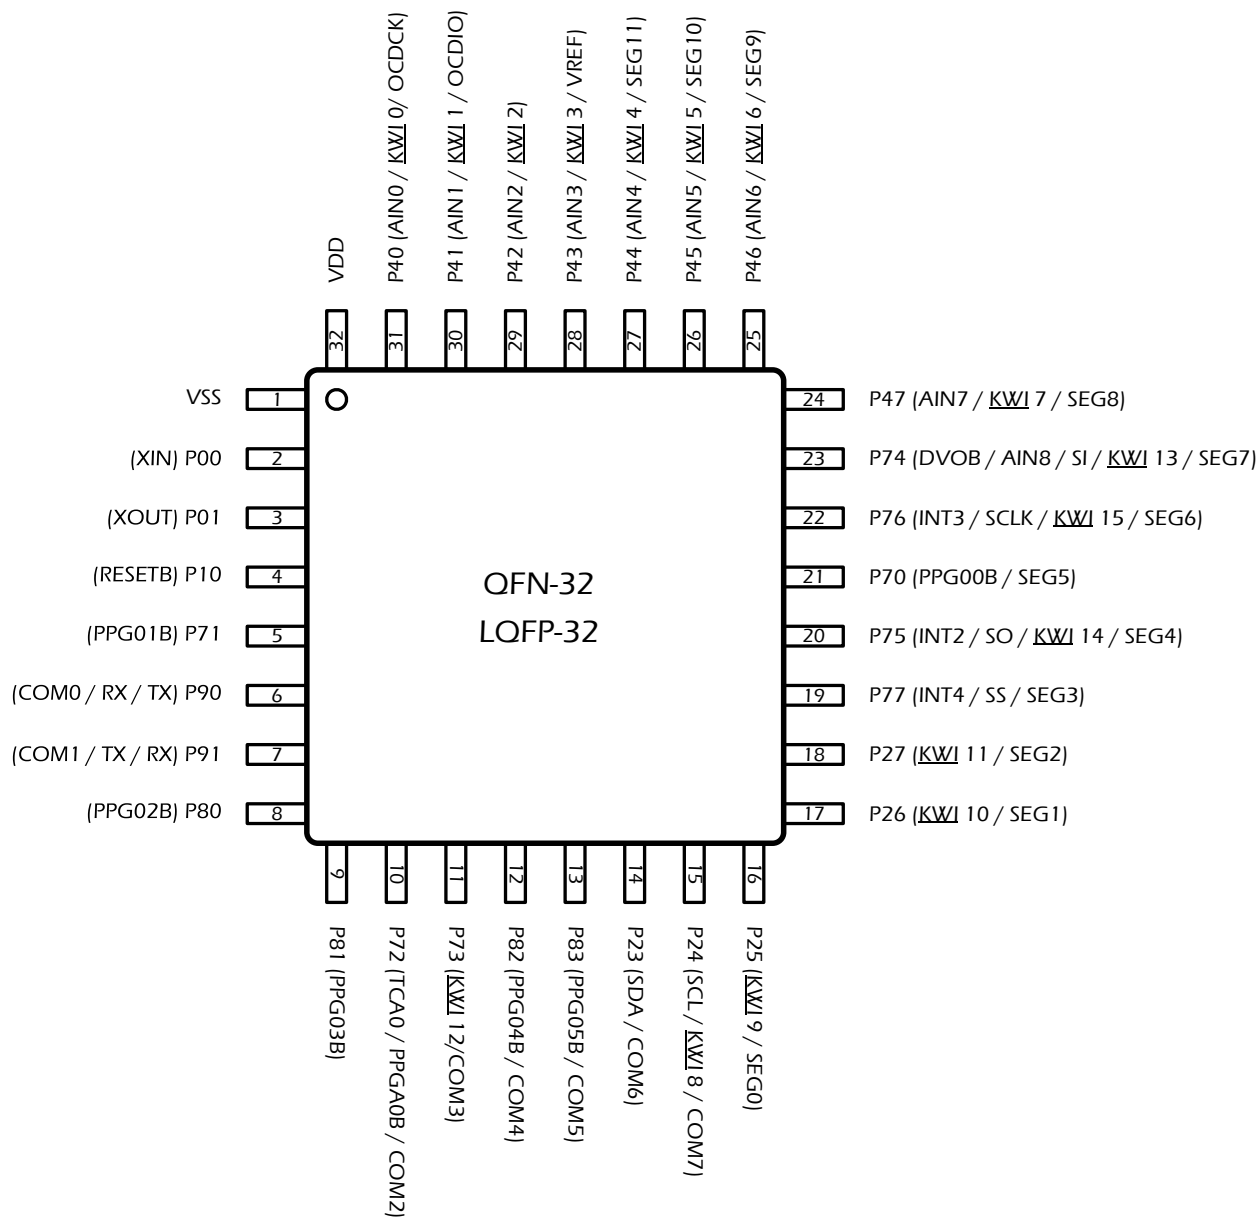 P40 (AIN0 / KWI 0/ OCDCK)
P41 (AIN1 / KWI 1 / OCDIO)
P42 (AIN2 / KWI 2)
P43 (AIN3 / KWI 3 / VREF)
P44 (AIN4 / KWI 4 / SEG11)
P45 (AIN5 / KWI 5 / SEG10)
P46 (AIN6 / KWI 6 / SEG9)
VDD
32
31
30
29
28
27
26
25
VSS
1
(XIN) P00
2
(XOUT) P01
3
(RESETB) P10
4
(PPG01B) P71
5
(COM0 / RX / TX) P90
6
(COM1 / TX / RX) P91
7
(PPG02B) P80
8
QFN-32
LQFP-32
24
P47 (AIN7 / KWI 7 / SEG8)
23
P74 (DVOB / AIN8 / SI / KWI 13 / SEG7)
22
P76 (INT3 / SCLK / KWI 15 / SEG6)
21
P70 (PPG00B / SEG5)
20
P75 (INT2 / SO / KWI 14 / SEG4)
19
P77 (INT4 / SS / SEG3)
18
P27 (KWI 11 / SEG2)
17
P26 (KWI 10 / SEG1)
9
10
11
12
13
14
15
16
P81 (PPG03B)
P72 (TCA0 / PPGA0B / COM2)
P73 (KWI 12/COM3)
P82 (PPG04B / COM4)
P83 (PPG05B / COM5)
P23 (SDA / COM6)
P24 (SCL / KWI 8 / COM7)
P25 (KWI 9 / SEG0)